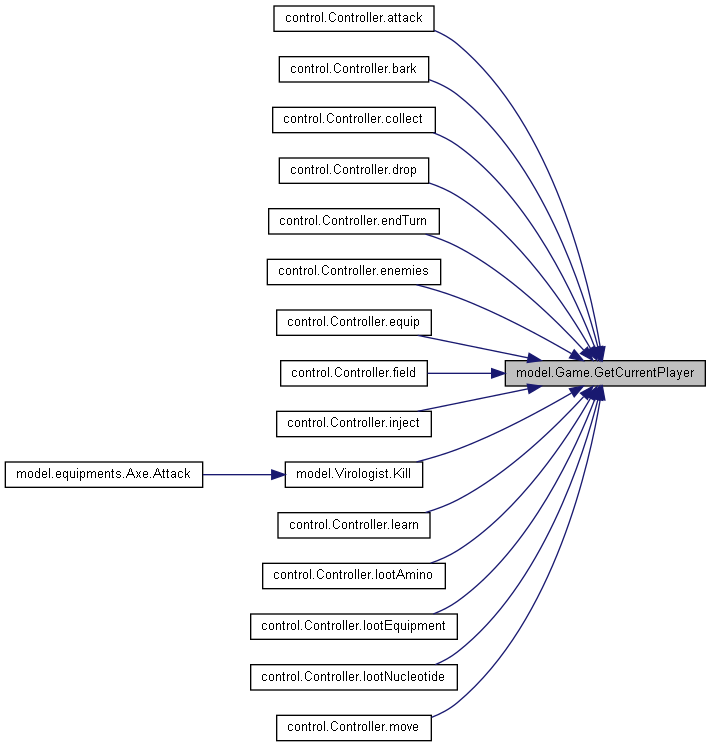 control.Controller.attack
control.Controller.bark
control.Controller.collect
control.Controller.drop
control.Controller.endTurn
control.Controller.enemies
control.Controller.equip
control.Controller.field
model.Game.GetCurrentPlayer
control.Controller.inject
model.equipments.Axe.Attack
model.Virologist.Kill
control.Controller.learn
control.Controller.lootAmino
control.Controller.lootEquipment
control.Controller.lootNucleotide
control.Controller.move